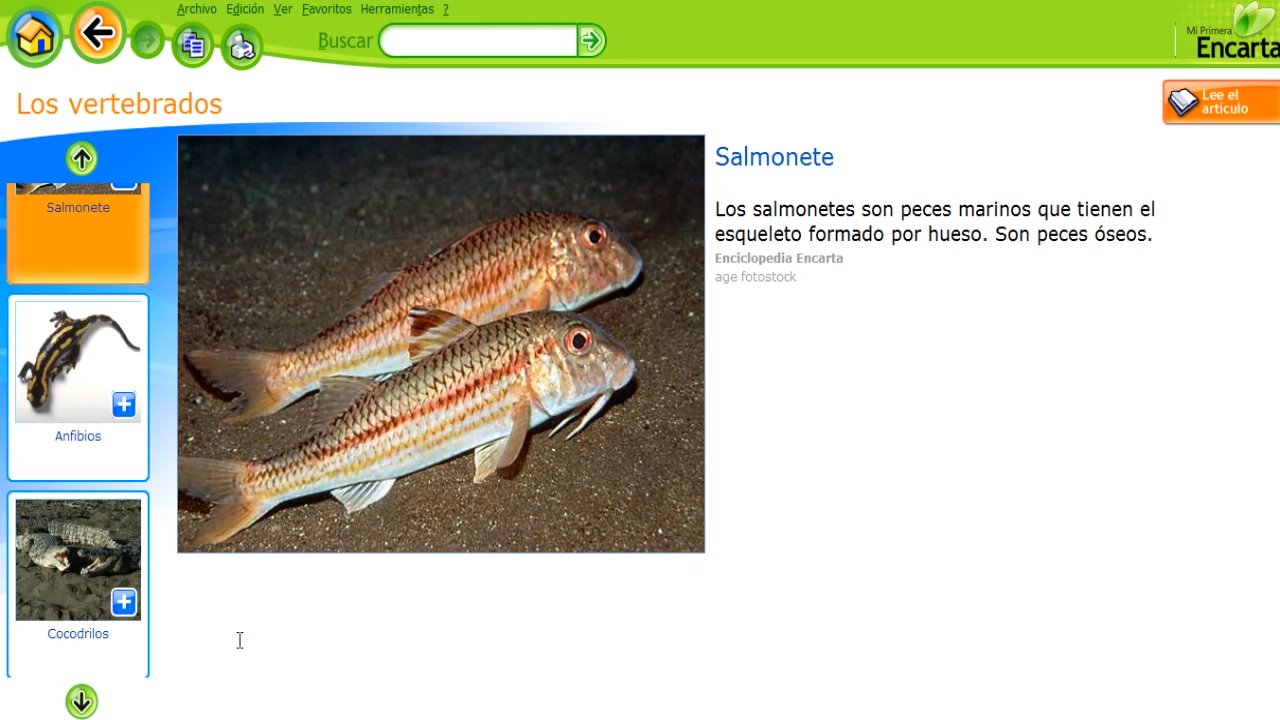 Archivo Edición Ver Favoritos Herramientas ?
Buscar
Mi Primera
Encarta
Los vertebrados
Lee el
artículo
Salmonete
Anfibios
Cocodrilos
Salmonete
Los salmonetes son peces marinos que tienen el
esqueleto formado por hueso. Son peces óseos.
Enciclopedia Encarta
age fotostock